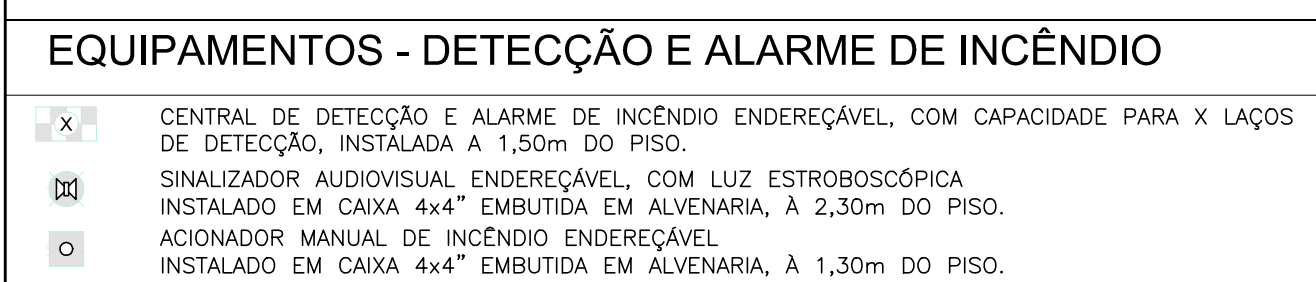 EQUIPAMENTOS - DETECÇÃO E ALARME DE INCÊNDIO
X CENTRAL DE DETECÇÃO E ALARME DE INCÊNDIO ENDEREÇÁVEL, COM CAPACIDADE PARA X LAÇOS
DE DETECÇÃO, INSTALADA A 1,50m DO PISO.
SINALIZADOR AUDIOVISUAL ENDEREÇÁVEL, COM LUZ ESTROBOSCÓPICA
INSTALADO EM CAIXA 4x4” EMBUTIDA EM ALVENARIA, À 2,30m DO PISO.
ACIONADOR MANUAL DE INCÊNDIO ENDEREÇÁVEL
INSTALADO EM CAIXA 4x4” EMBUTIDA EM ALVENARIA, À 1,30m DO PISO.